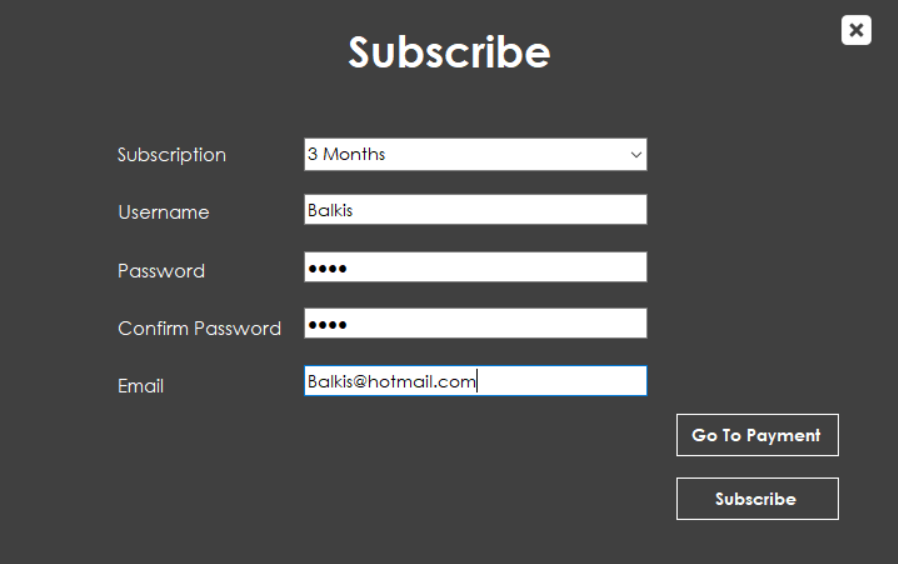 Subscribe
Subscription 3 Months
Username Balkis
Password ••••
Confirm Password ••••
Email Balkis@hotmail.com
Go To Payment
Subscribe